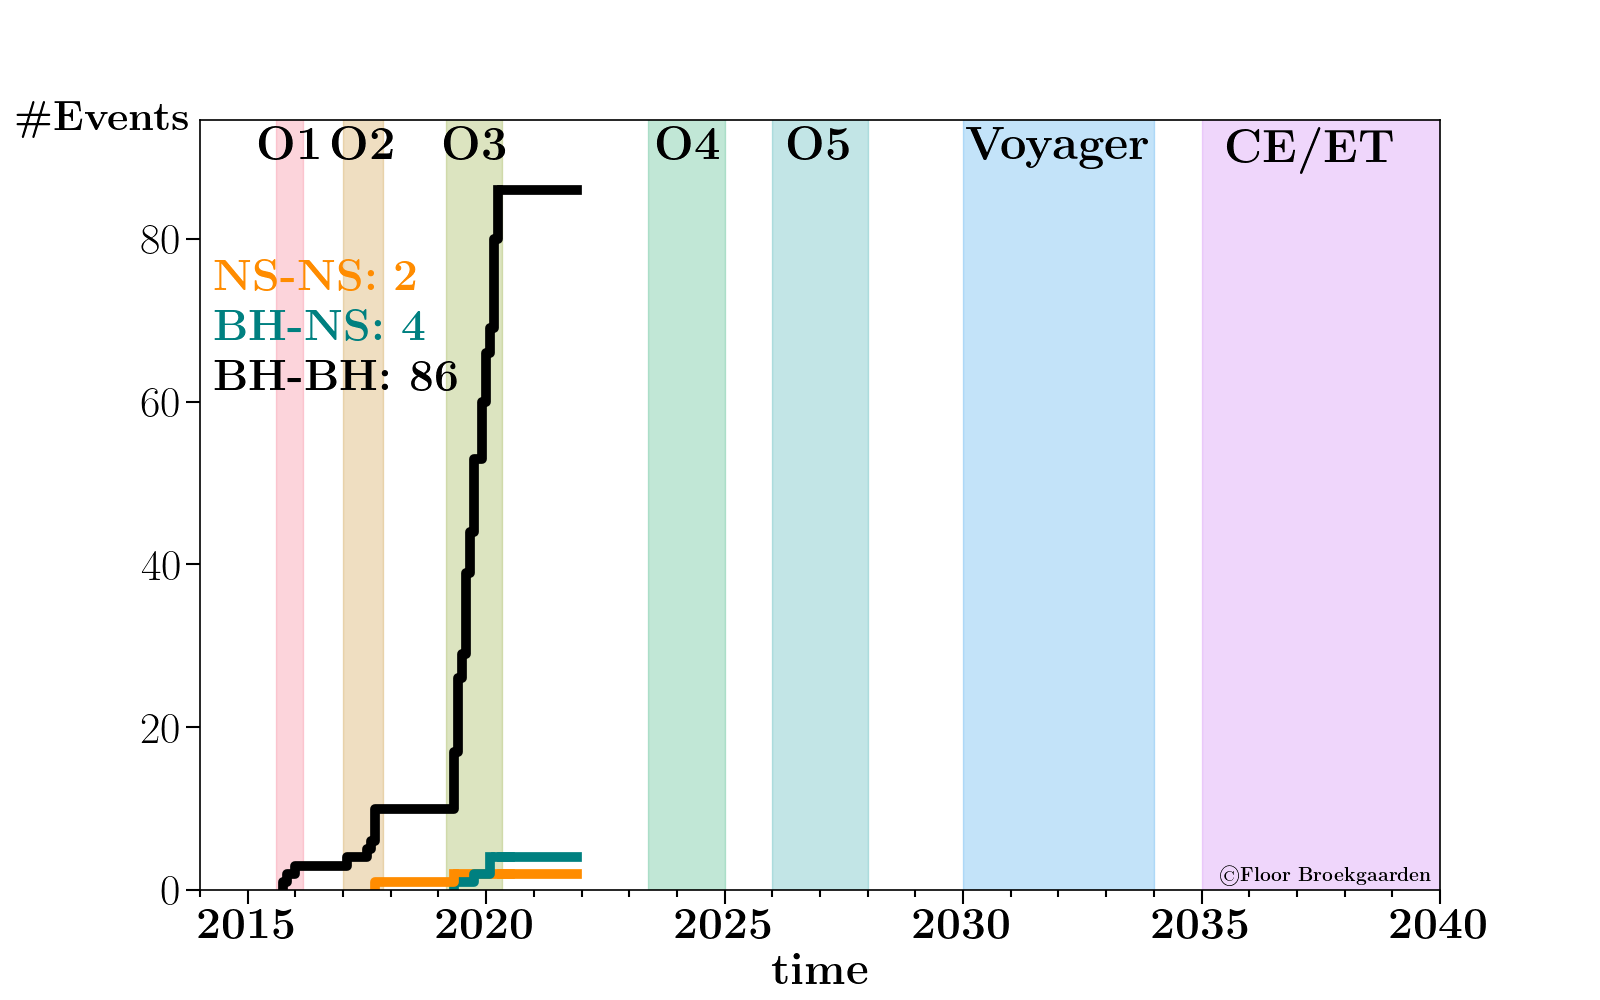 #Events
O1 O2 O3 O4 O5 Voyager CE/ET
80
NS-NS: 2
BH-NS: 4
BH-BH: 86
60
40
20
©Floor Broekgaarden
0
2015 2020 2025 2030 2035 2040
time